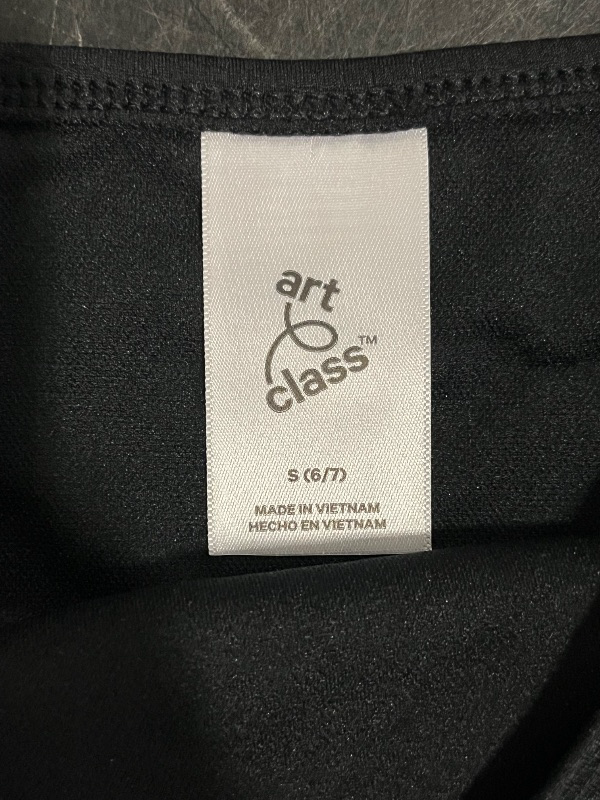 art
class™
S (6/7)
MADE IN VIETNAM
HECHO EN VIETNAM